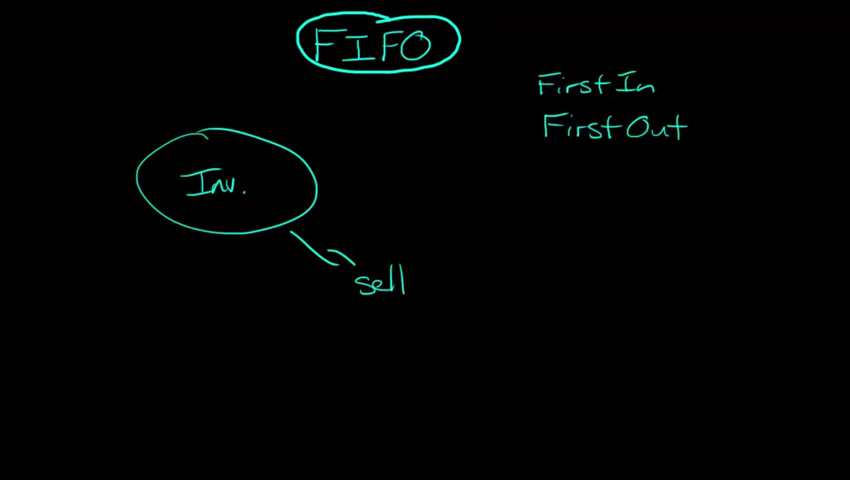 FIFO
First In
First Out
Inv.
sell